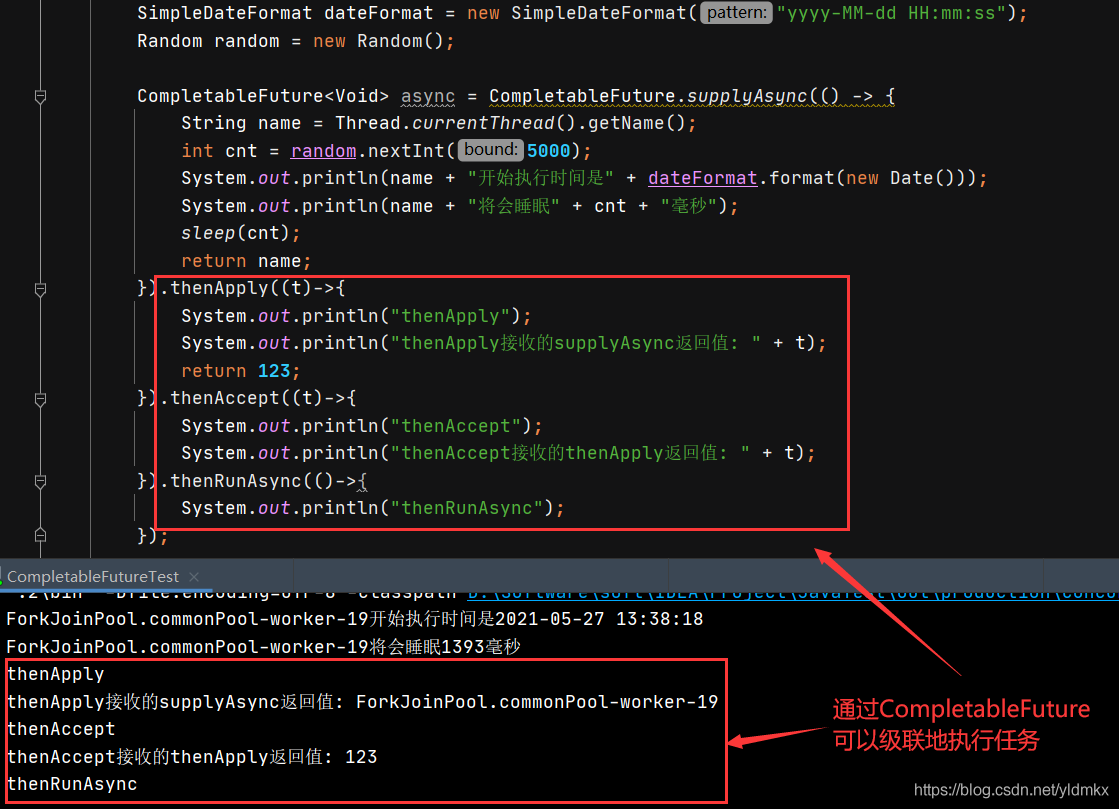 SimpleDateFormat dateFormat = new SimpleDateFormat( pattern: "yyyy-MM-dd HH:mm:ss");
Random random = new Random();
CompletableFuture<Void> async = CompletableFuture.supplyAsync(() -> {
String name = Thread.currentThread().getName();
int cnt = random.nextInt( bound: 5000);
System.out.println(name + "开始执行时间是" + dateFormat.format(new Date()));
System.out.println(name + "将会睡眠" + cnt + "毫秒");
sleep(cnt);
return name;
}).thenApply((t)->{
System.out.println("thenApply");
System.out.println("thenApply接收的supplyAsync返回值: " + t);
return 123;
}).thenAccept((t)->{
System.out.println("thenAccept");
System.out.println("thenAccept接收的thenApply返回值: " + t);
}).thenRunAsync(()->{
System.out.println("thenRunAsync");
});
CompletableFutureTest ×
ForkJoinPool.commonPool-worker-19开始执行时间是2021-05-27 13:38:18
ForkJoinPool.commonPool-worker-19将会睡眠1393毫秒
thenApply
thenApply接收的supplyAsync返回值: ForkJoinPool.commonPool-worker-19
thenAccept
thenAccept接收的thenApply返回值: 123
thenRunAsync
通过CompletableFuture
可以级联地执行任务
https://blog.csdn.net/yldmkx